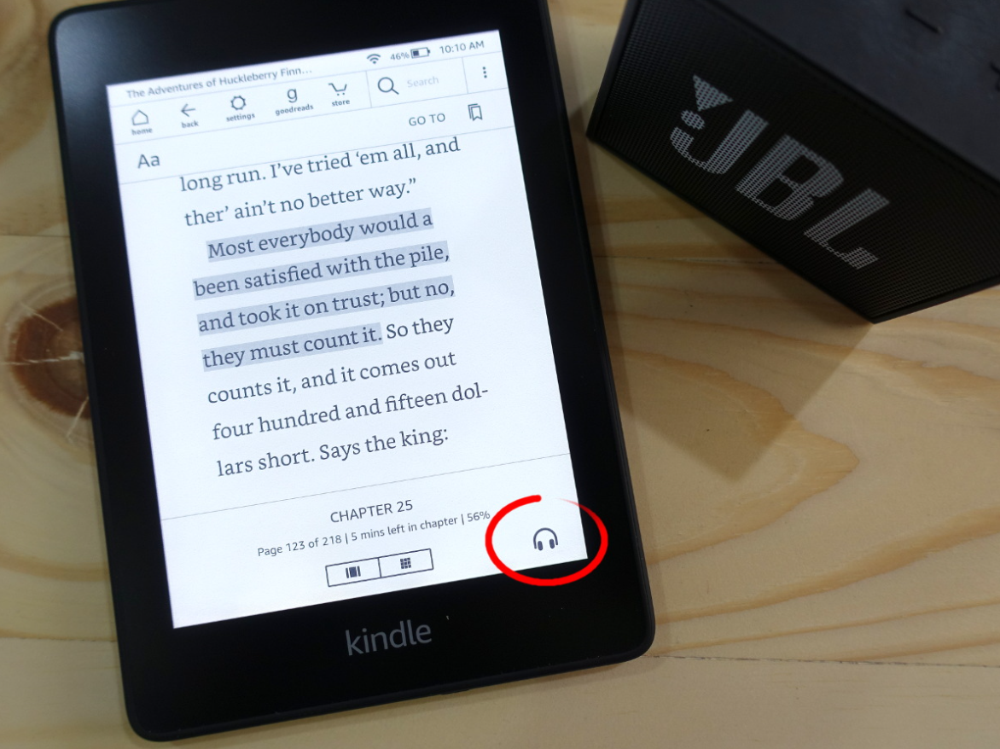 The Adventures of Huckleberry Finn...
46%
10:10 AM
home
back
settings
g
goodreads
store
Search
GO TO
Aa
long run. I've tried ‘em all, and
ther’ ain’t no better way.”
Most everybody would a
been satisfied with the pile,
and took it on trust; but no,
they must count it. So they
counts it, and it comes out
four hundred and fifteen dol-
lars short. Says the king:
CHAPTER 25
Page 123 of 218 | 5 mins left in chapter | 56%
kindle
JBL